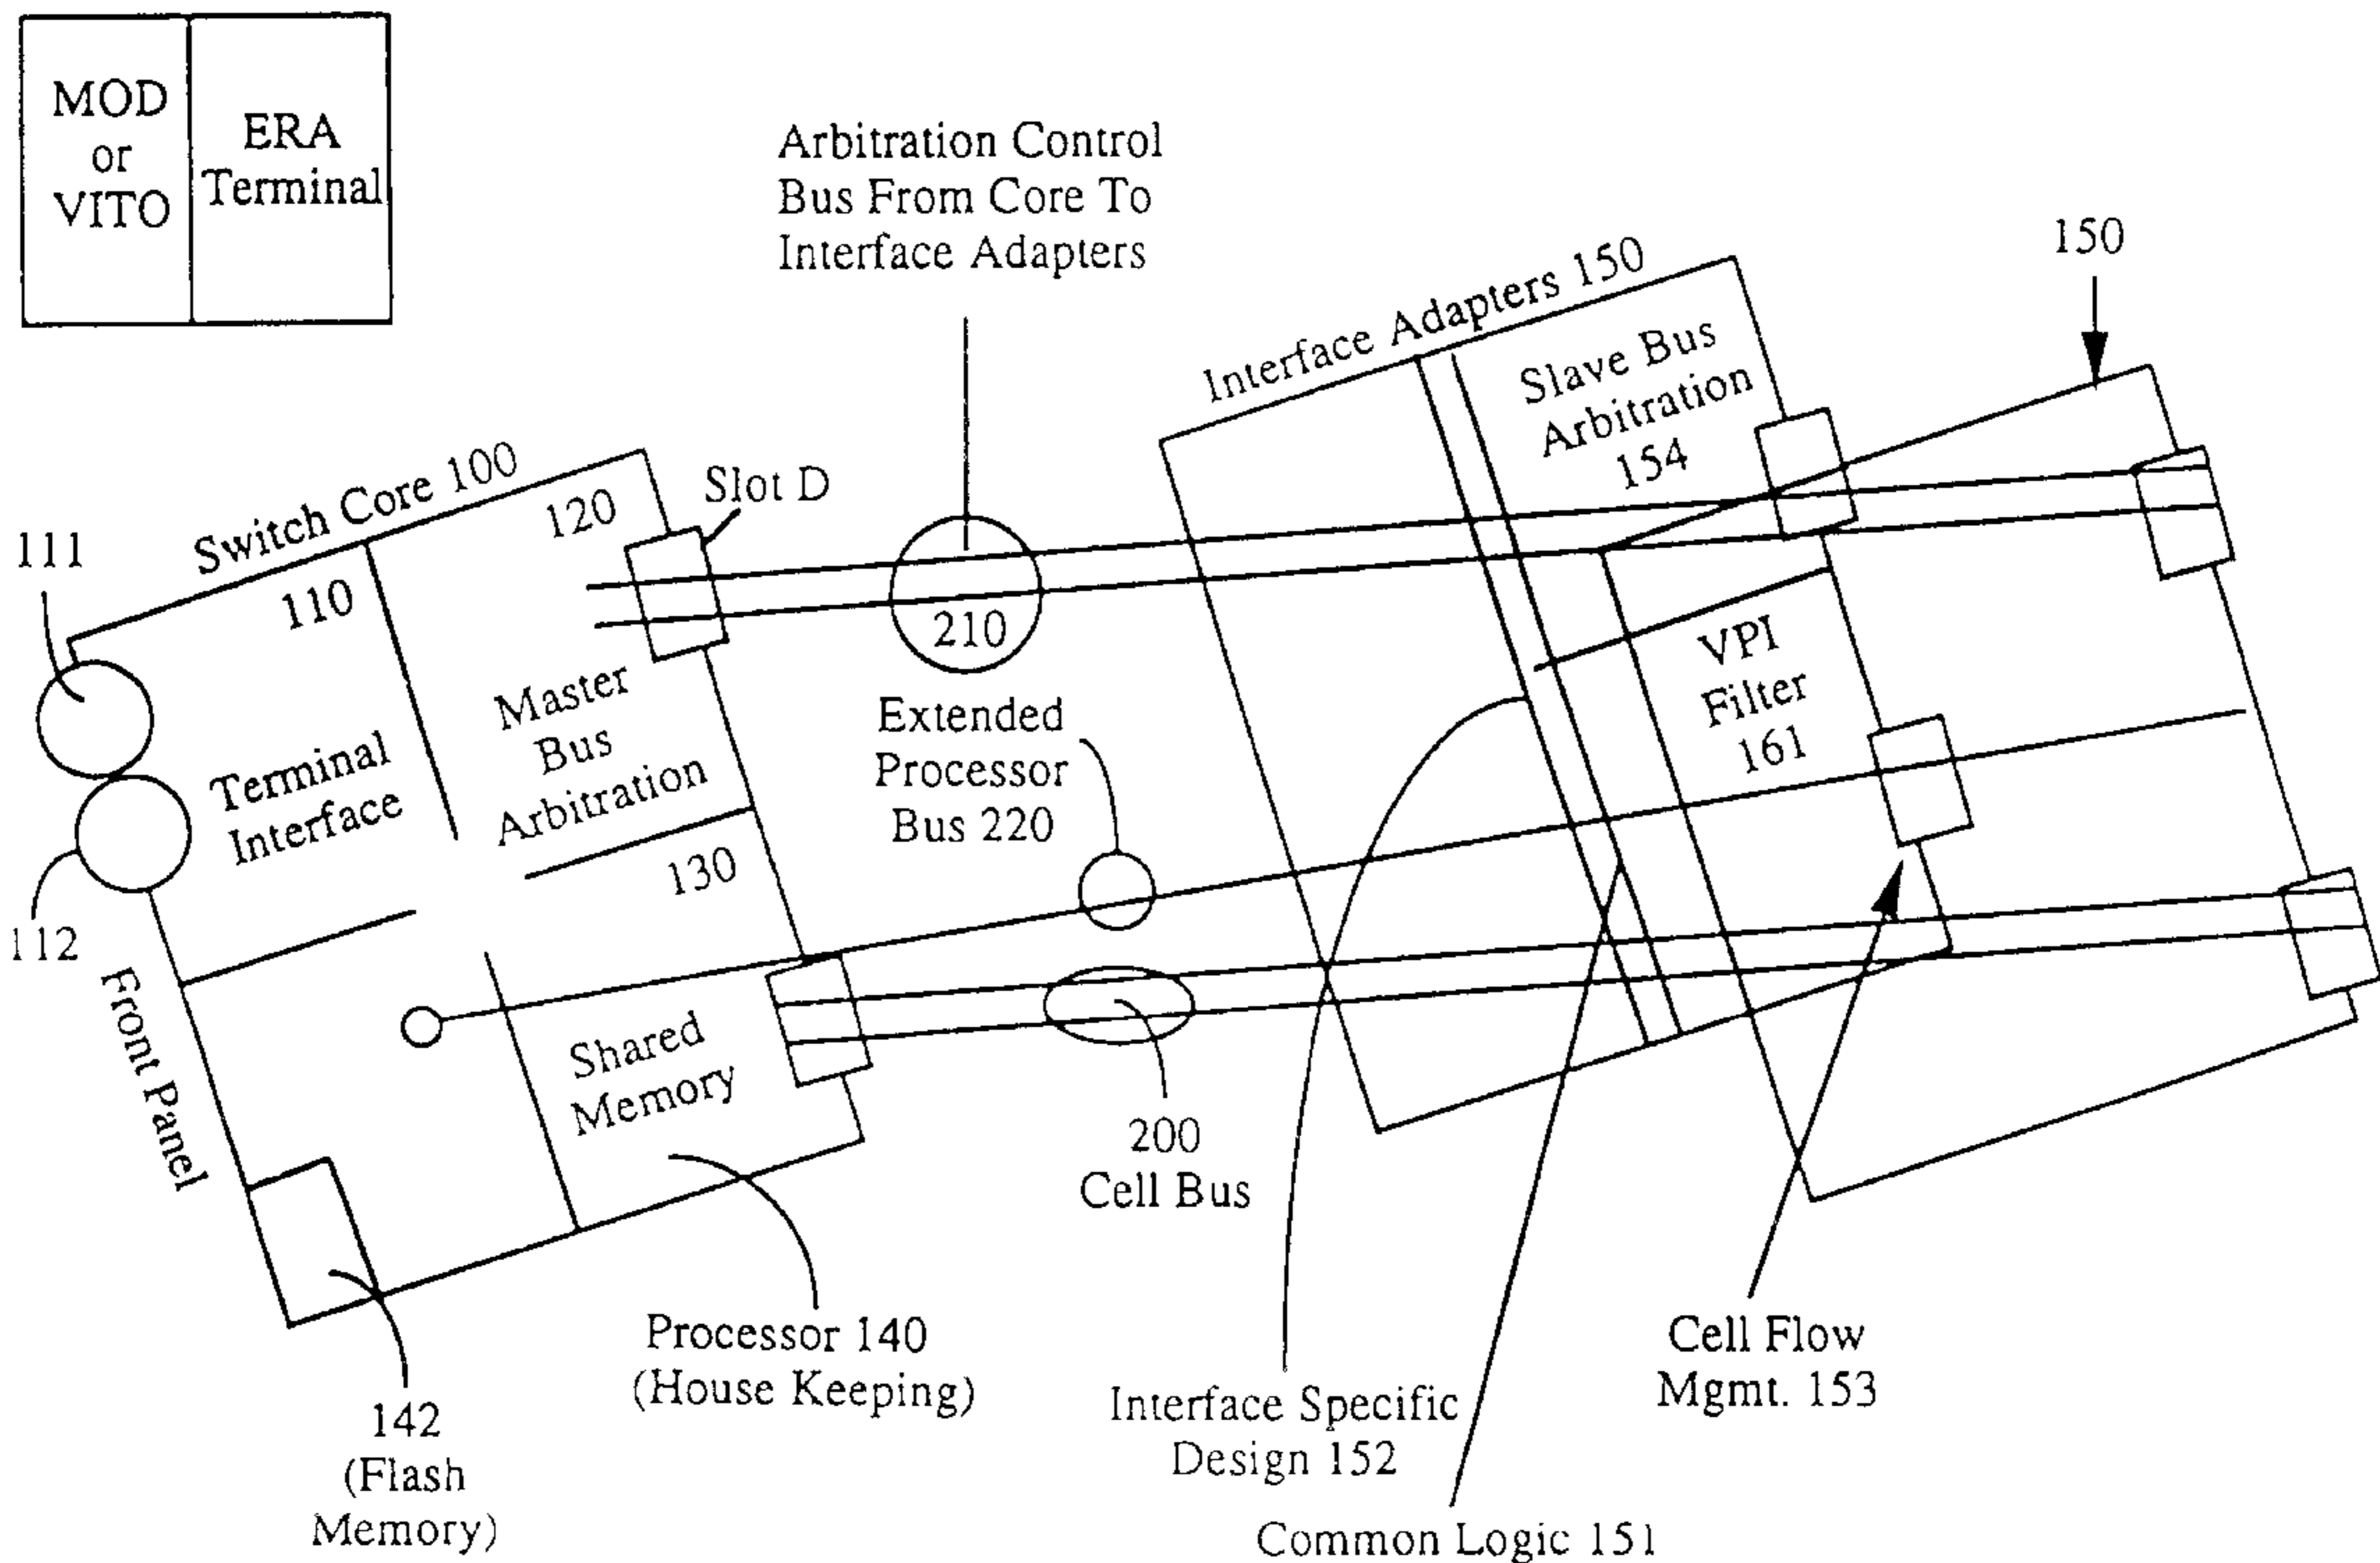 MOD
or
VITO
ERA
Terminal
Arbitration Control
Bus From Core To
Interface Adapters
150
Interface Adapters 150
Slave Bus
Arbitration
154
Switch Core 100
120
Slot D
111
110
210
Master
Bus
Arbitration
Terminal
Interface
Extended
Processor
Bus 220
VPI
Filter
161
130
112
Front Panel
Shared
Memory
200
Cell Bus
Processor 140
(House Keeping)
142
(Flash
Memory)
Interface Specific
Design 152
Cell Flow
Mgmt. 153
Common Logic 151